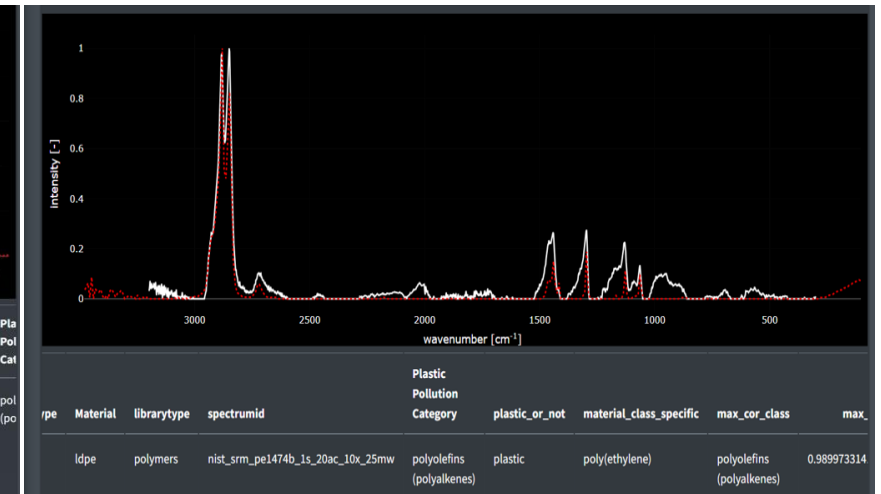 1
0.8
0.6
0.4
0.2
0
intensity [-]
3000 2500 2000 1500 1000 500
wavenumber [cm⁻¹]
Pla
Pol
Cat
pol
(po
Plastic
Pollution
ype Material librarytype spectrumid Category plastic_or_not material_class_specific max_cor_class max_
ldpe polymers nist_srm_pe1474b_1s_20ac_10x_25mw polyolefins plastic poly(ethylene) polyolefins 0.989973314
(polyalkenes) (polyalkenes)